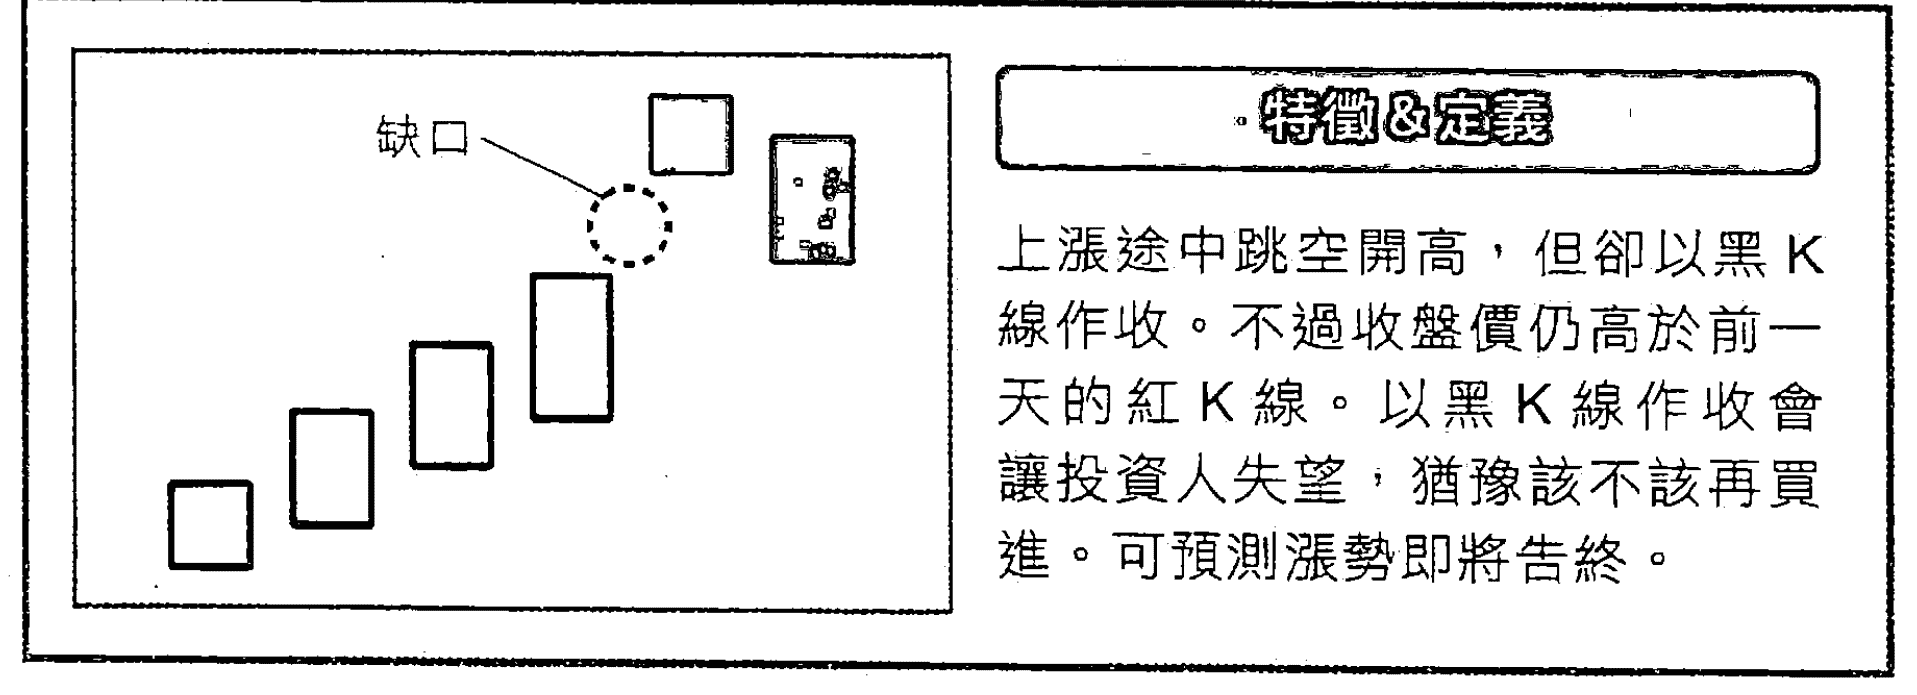 缺口
特徵&定義
上漲途中跳空開高，但卻以黑K
線作收。不過收盤價仍高於前一
天的紅K線。以黑K線作收會
讓投資人失望，猶豫該不該再買
進。可預測漲勢即將告終。